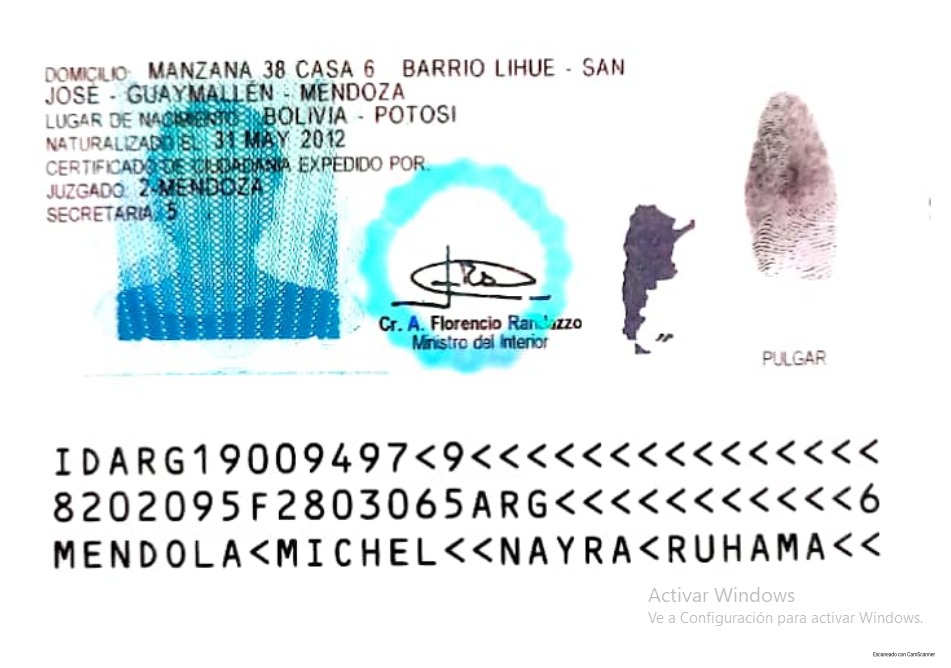 DOMICILIO: MANZANA 38 CASA 6 BARRIO LIHUE - SAN
JOSÉ - GUAYMALLÉN - MENDOZA
LUGAR DE NACIMIENTO: BOLIVIA - POTOSI
NATURALIZADO EL: 31 MAY 2012
CERTIFICADO DE CIUDADANIA EXPEDIDO POR:
JUZGADO: 2-MENDOZA
SECRETARIA: 5
Cr. A. Florencio Randazzo
Ministro del Interior
PULGAR
IDARG19009497<9<<<<<<<<<<<<<<<
8202095F2803065ARG<<<<<<<<<<<6
MENDOLA<MICHEL<<NAYRA<RUHAMA<<
Activar Windows
Ve a Configuración para activar Windows.
Escaneado con CamScanner